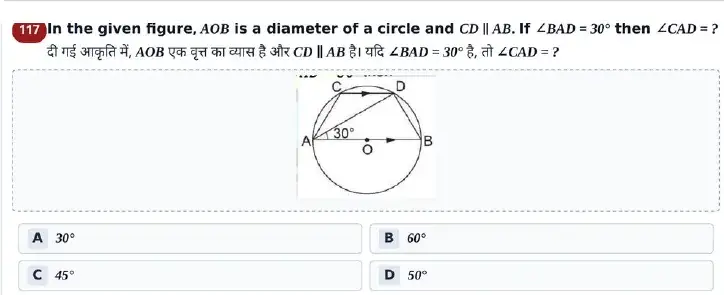 117 In the given figure, AOB is a diameter of a circle and CD ∥ AB. If ∠BAD = 30° then ∠CAD = ?
दी गई आकृति में, AOB एक वृत्त का व्यास है और CD ∥ AB है। यदि ∠BAD = 30° है, तो ∠CAD = ?
C D
A 30° B
O
A 30°
B 60°
C 45°
D 50°